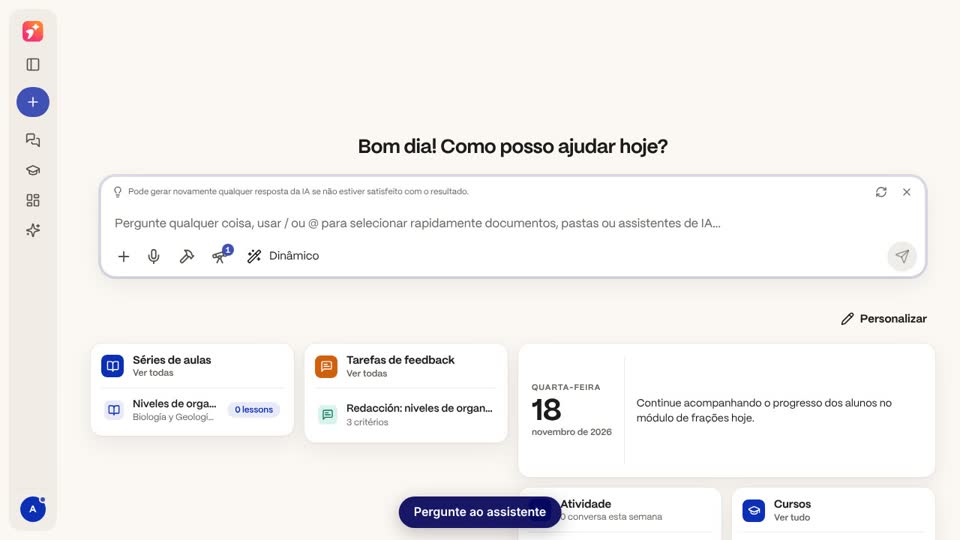 Bom dia! Como posso ajudar hoje?
Pode gerar novamente qualquer resposta da IA se não estiver satisfeito com o resultado.
Pergunte qualquer coisa, usar / ou @ para selecionar rapidamente documentos, pastas ou assistentes de IA...
1
Dinâmico
Personalizar
Séries de aulas
Ver todas
Niveles de orga...
Biología y Geologí...
0 lessons
Tarefas de feedback
Ver todas
Redacción: niveles de organ...
3 critérios
QUARTA-FEIRA
18
novembro de 2026
Continue acompanhando o progresso dos alunos no
módulo de frações hoje.
Atividade
0 conversa esta semana
Cursos
Ver tudo
Pergunte ao assistente
A